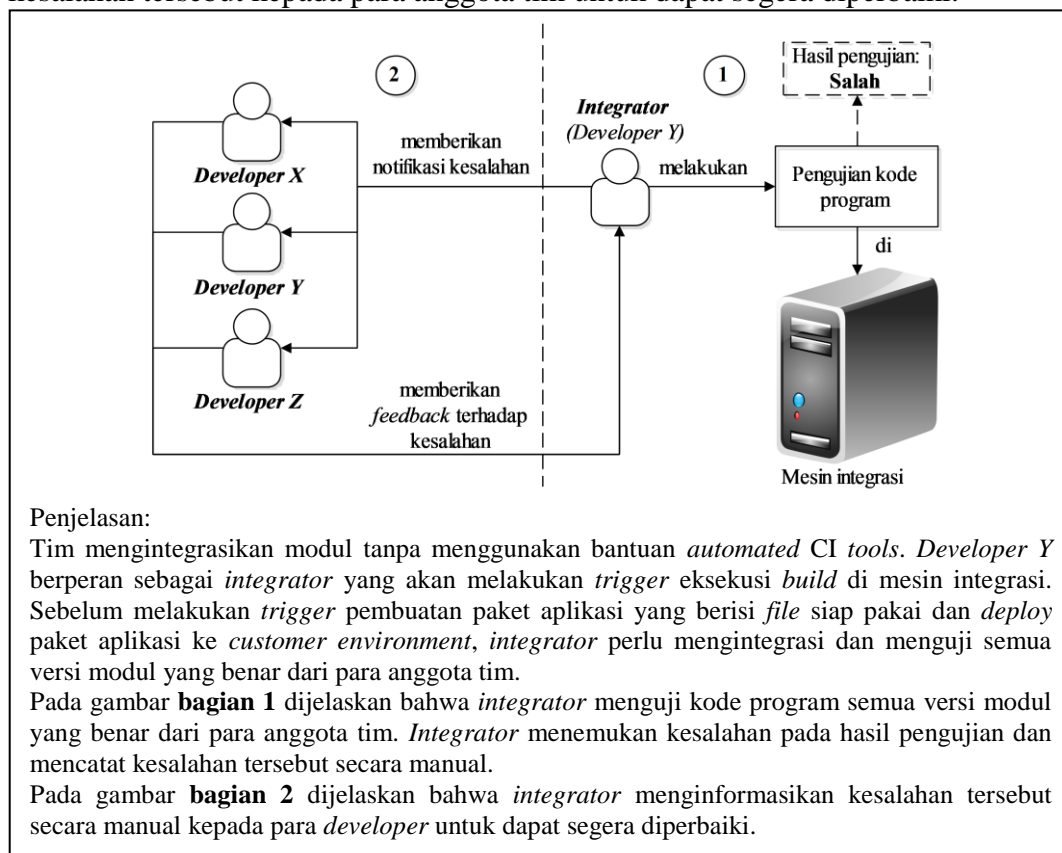 kesalahan tersebut kepada para anggota tim untuk dapat segera diperbaiki.
2
1
Hasil pengujian:
Salah
Integrator
(Developer Y)
memberikan
notifikasi kesalahan
melakukan
Pengujian kode
program
di
Developer X
Developer Y
Developer Z
memberikan
feedback terhadap
kesalahan
Mesin integrasi
Penjelasan:
Tim mengintegrasikan modul tanpa menggunakan bantuan automated CI tools. Developer Y
berperan sebagai integrator yang akan melakukan trigger eksekusi build di mesin integrasi.
Sebelum melakukan trigger pembuatan paket aplikasi yang berisi file siap pakai dan deploy
paket aplikasi ke customer environment, integrator perlu mengintegrasi dan menguji semua
versi modul yang benar dari para anggota tim.
Pada gambar bagian 1 dijelaskan bahwa integrator menguji kode program semua versi modul
yang benar dari para anggota tim. Integrator menemukan kesalahan pada hasil pengujian dan
mencatat kesalahan tersebut secara manual.
Pada gambar bagian 2 dijelaskan bahwa integrator menginformasikan kesalahan tersebut
secara manual kepada para developer untuk dapat segera diperbaiki.